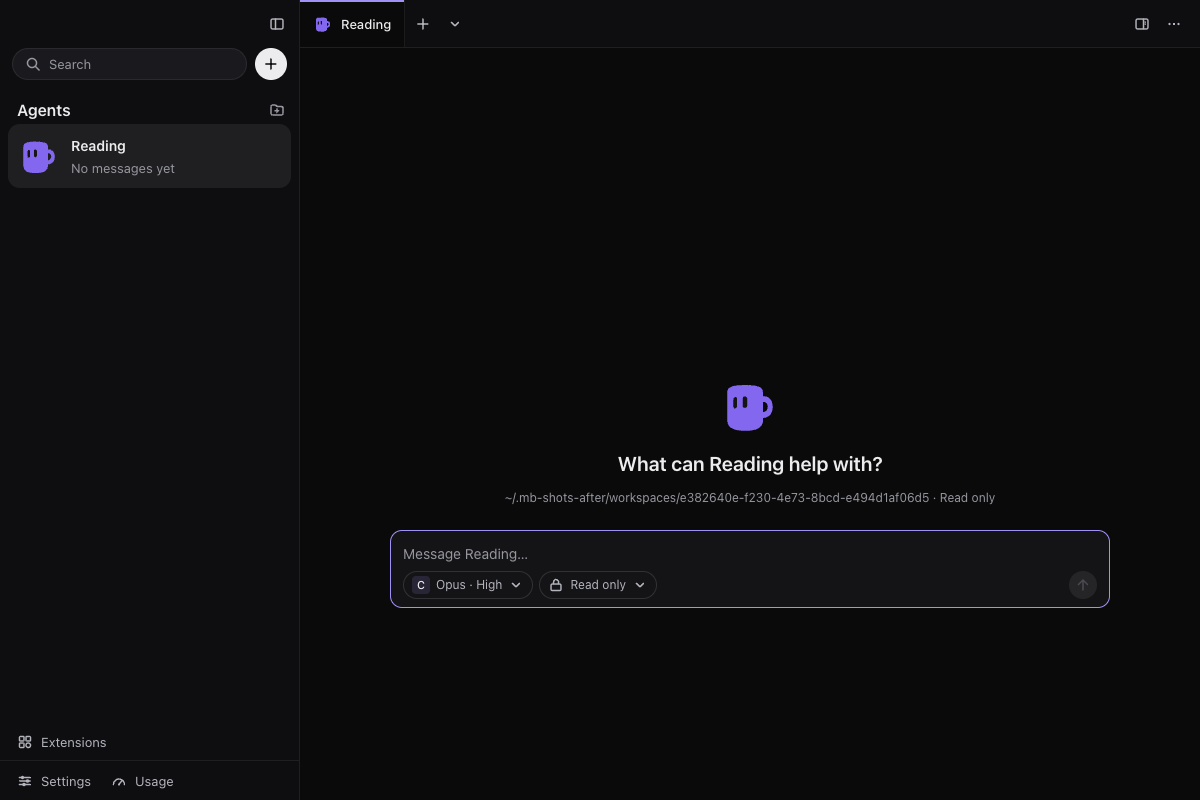 Reading
Search
Agents
Reading
No messages yet
What can Reading help with?
~/.mb-shots-after/workspaces/e382640e-f230-4e73-8bcd-e494d1af06d5 · Read only
Message Reading...
C Opus · High
Read only
Extensions
Settings
Usage